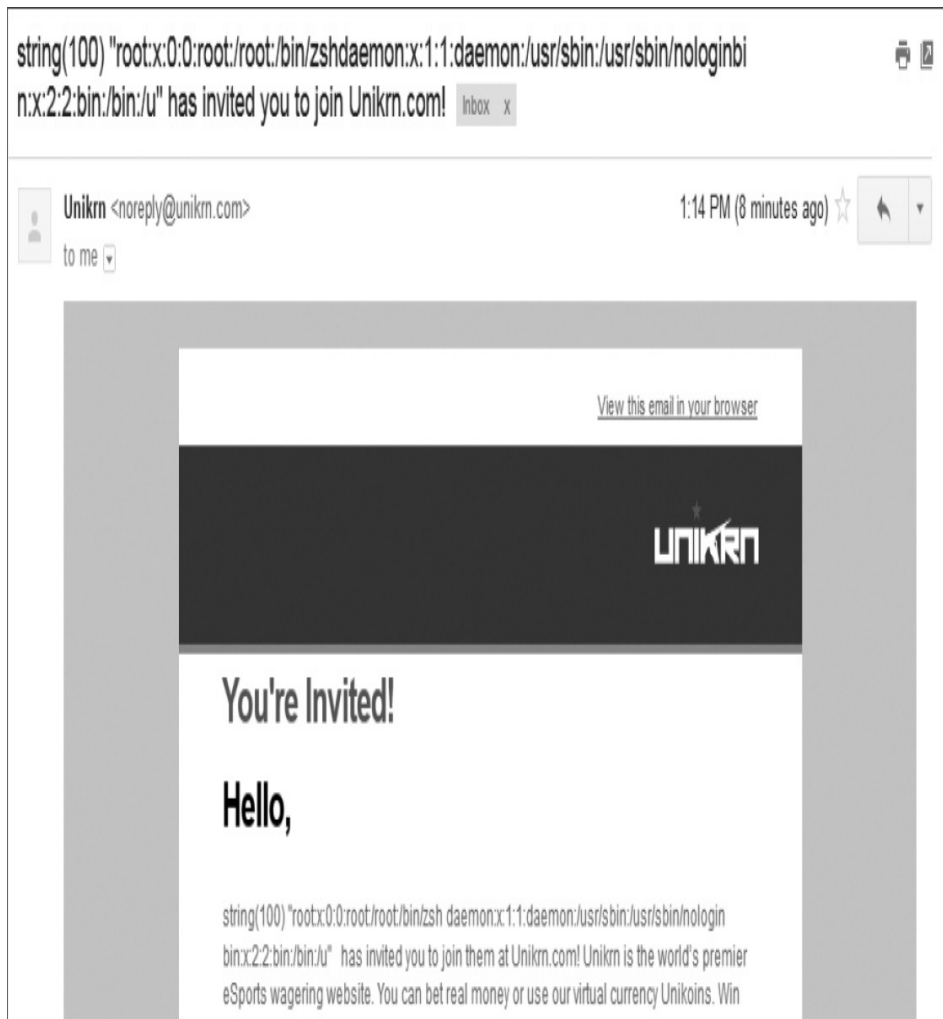 string(100) "root:x:0:0:root:/root:/bin/zshdaemon:x:1:1:daemon:/usr/sbin:/usr/sbin/nologinbi
n:x:2:2:bin:/bin:/u" has invited you to join Unikrn.com! Inbox x
Unikrn <noreply@unikrn.com> 1:14 PM (8 minutes ago)
to me
View this email in your browser
UNIKRN
You're Invited!
Hello,
string(100) "root:x:0:0:root:/root:/bin/zsh daemon:x:1:1:daemon:/usr/sbin:/usr/sbin/nologin
bin:x:2:2:bin:/bin:/u" has invited you to join them at Unikrn.com! Unikrn is the world's premier
eSports wagering website. You can bet real money or use our virtual currency Unikoins. Win